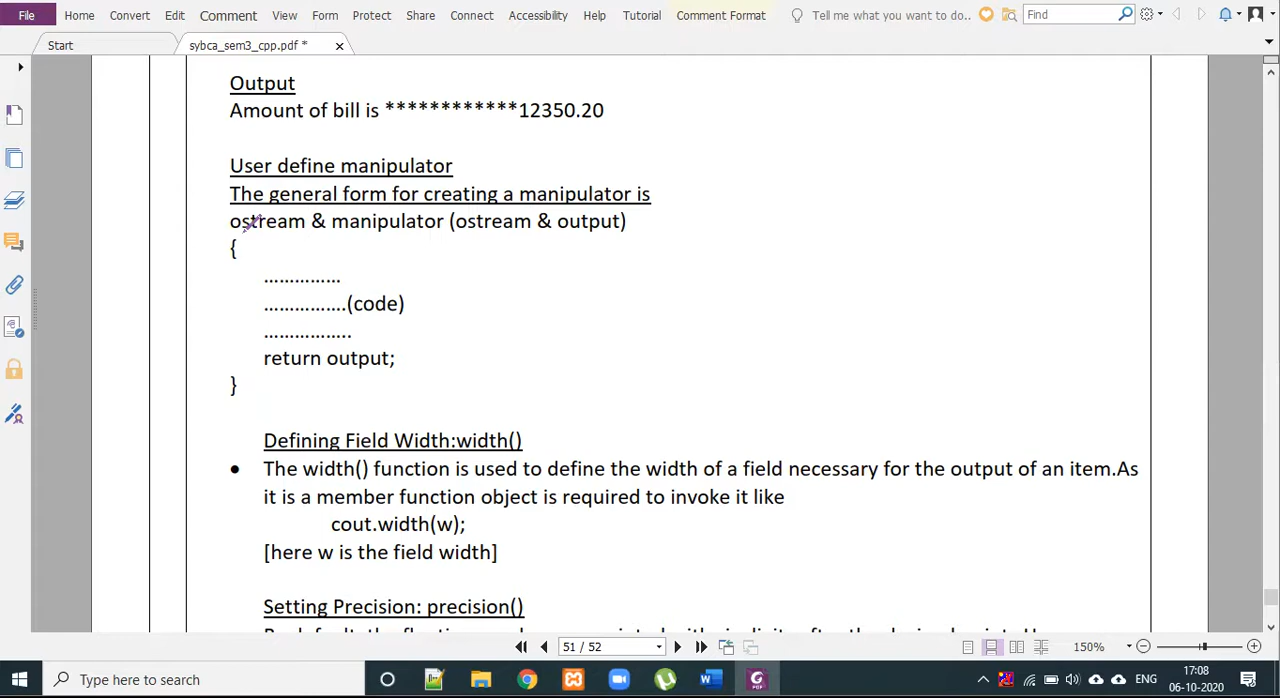 File Home Convert Edit Comment View Form Protect Share Connect Accessibility Help Tutorial Comment Format Tell me what you want to do.. Find
Start sybca_sem3_cpp.pdf *
Output
Amount of bill is ************12350.20
User define manipulator
The general form for creating a manipulator is
ostream & manipulator (ostream & output)
{
……………
…………….(code)
……………..
return output;
}
Defining Field Width:width()
• The width() function is used to define the width of a field necessary for the output of an item.As
it is a member function object is required to invoke it like
cout.width(w);
[here w is the field width]
Setting Precision: precision()
51 / 52 150%
Type here to search ENG 17:08
06-10-2020